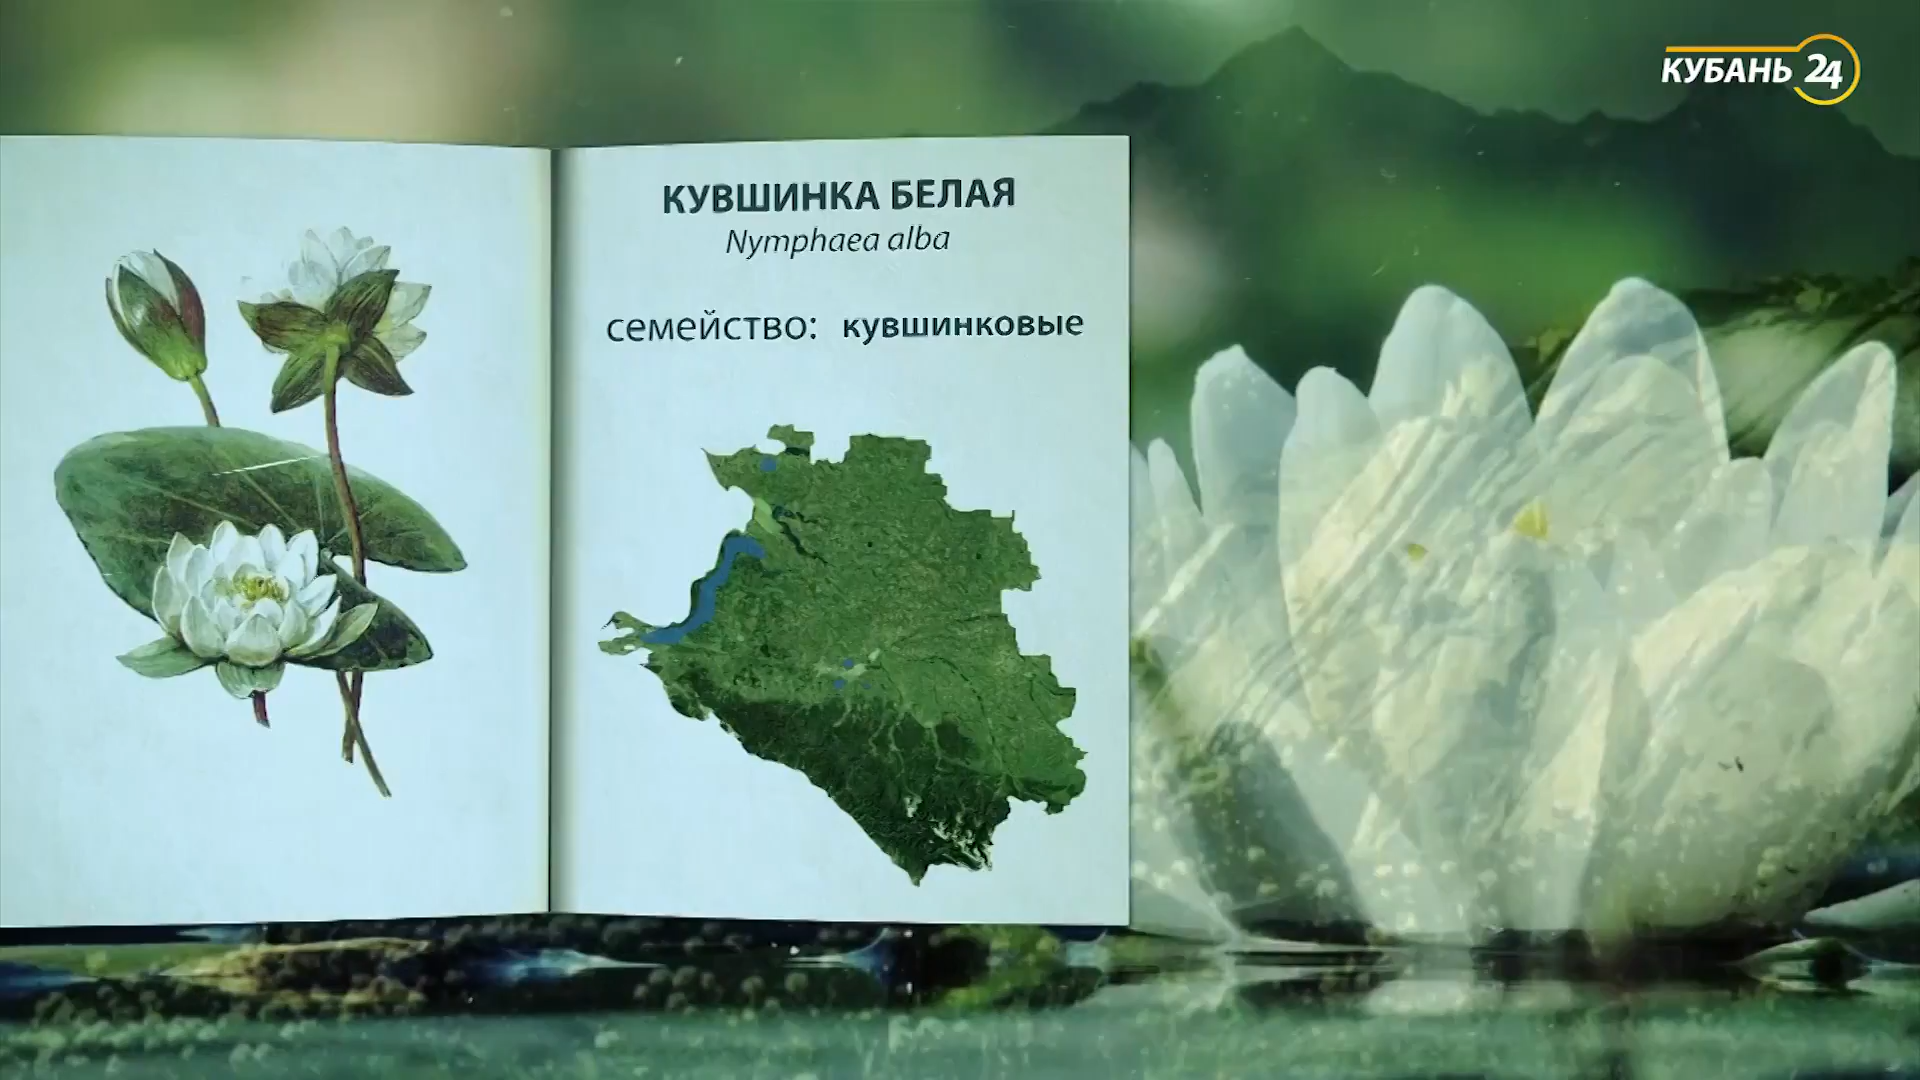 КУБАНЬ 24
КУВШИНКА БЕЛАЯ
Nymphaea alba
семейство: кувшинковые